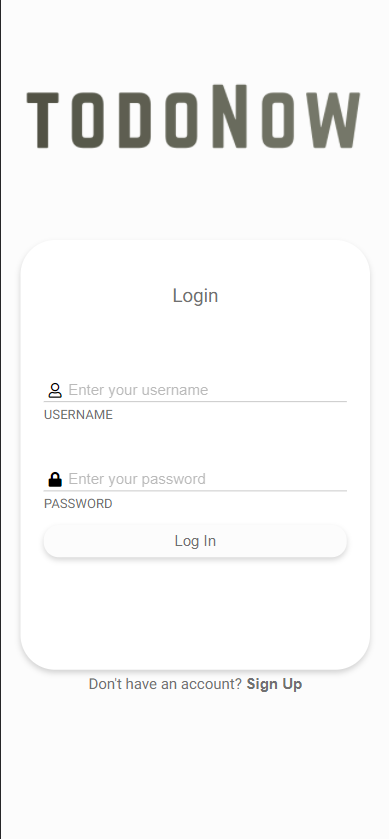 TODONOW
Login
Enter your username
USERNAME
Enter your password
PASSWORD
Log In
Don't have an account? Sign Up